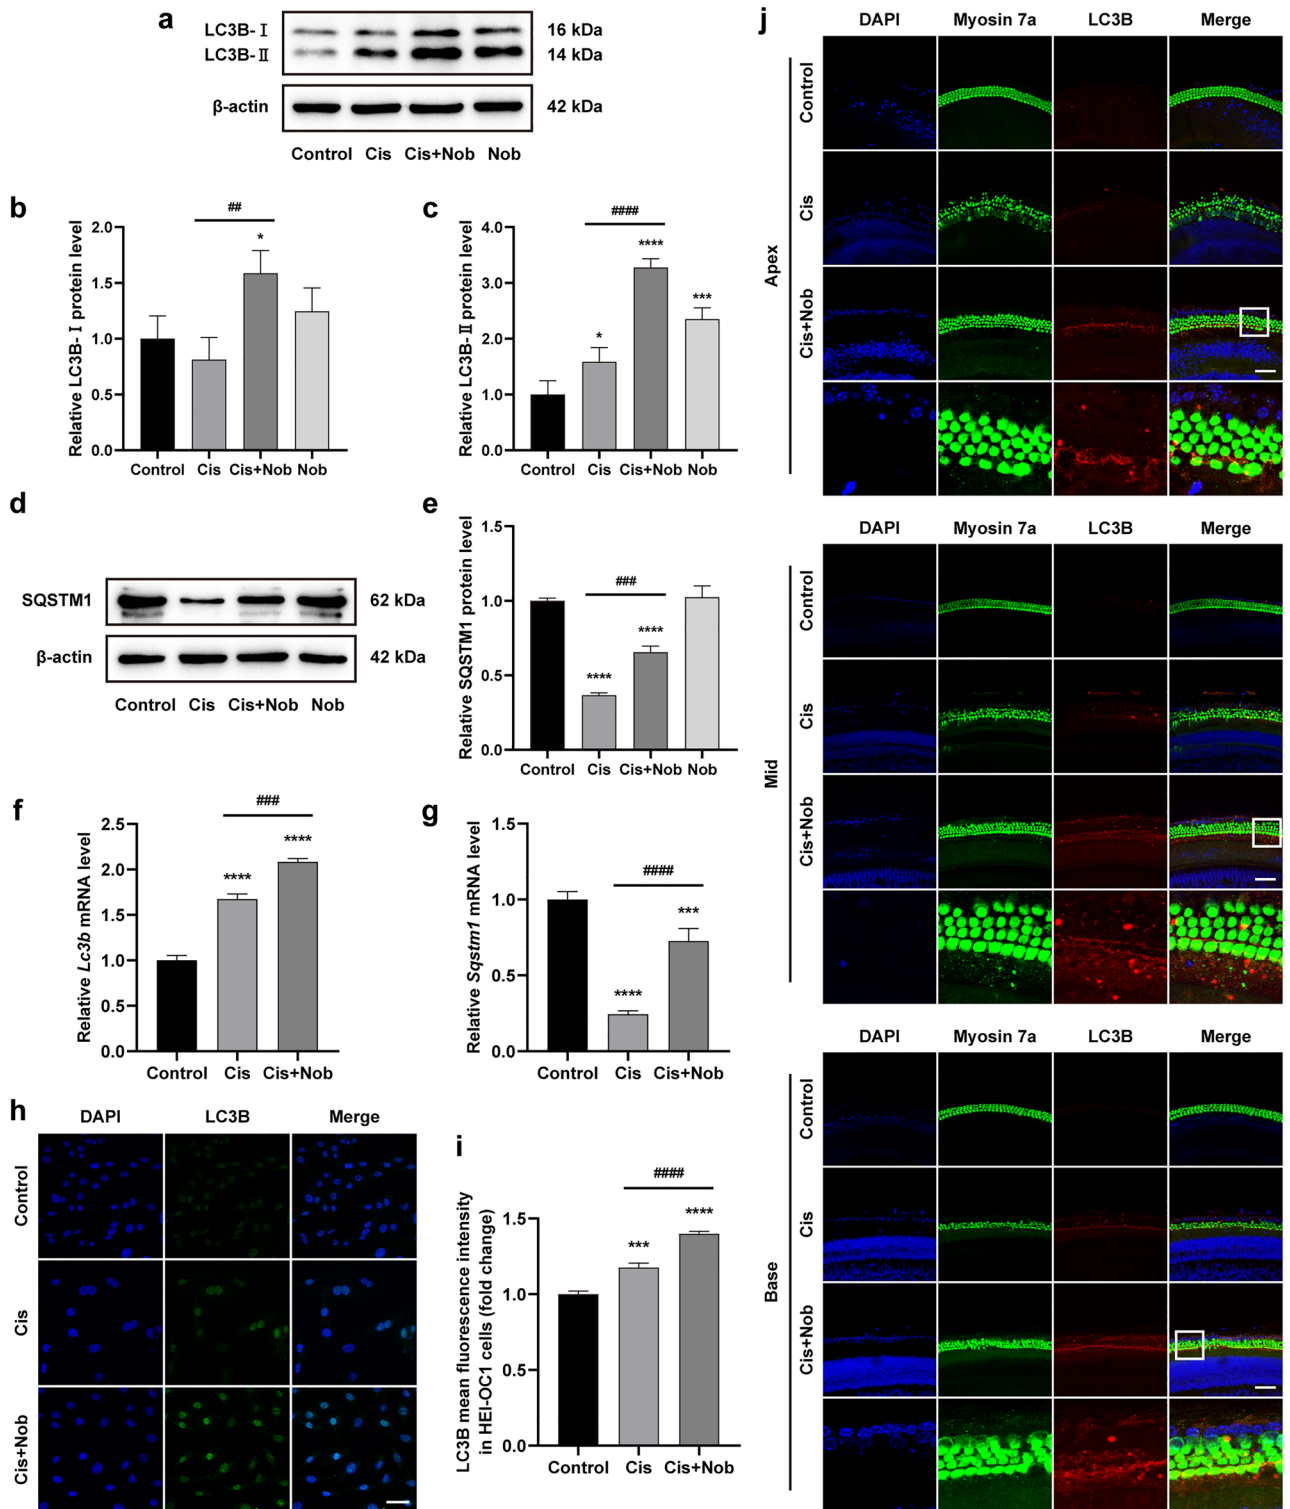 a
LC3B-Ⅰ
16 kDa
LC3B-Ⅱ
14 kDa
β-actin
42 kDa
Control Cis Cis+Nob Nob
b
Relative LC3B-Ⅰ protein level
2.0
1.5
1.0
0.5
0.0
##
*
Control Cis Cis+Nob Nob
c
Relative LC3B-Ⅱ protein level
4.0
3.0
2.0
1.0
0.0
####
*
****
***
Control Cis Cis+Nob Nob
d
SQSTM1
62 kDa
β-actin
42 kDa
Control Cis Cis+Nob Nob
e
Relative SQSTM1 protein level
1.5
1.0
0.5
0.0
###
****
****
Control Cis Cis+Nob Nob
f
Relative Lc3b mRNA level
2.5
2.0
1.5
1.0
0.5
0.0
###
****
****
Control Cis Cis+Nob
g
Relative Sqstm1 mRNA level
1.5
1.0
0.5
0.0
####
****
***
Control Cis Cis+Nob
h
DAPI LC3B Merge
Control
Cis
Cis+Nob
i
LC3B mean fluorescence intensity
in HEI-OC1 cells (fold change)
1.5
1.0
0.5
0.0
####
***
****
Control Cis Cis+Nob
j
DAPI Myosin 7a LC3B Merge
Apex
Control
Cis
Cis+Nob
DAPI Myosin 7a LC3B Merge
Mid
Control
Cis
Cis+Nob
DAPI Myosin 7a LC3B Merge
Base
Control
Cis
Cis+Nob